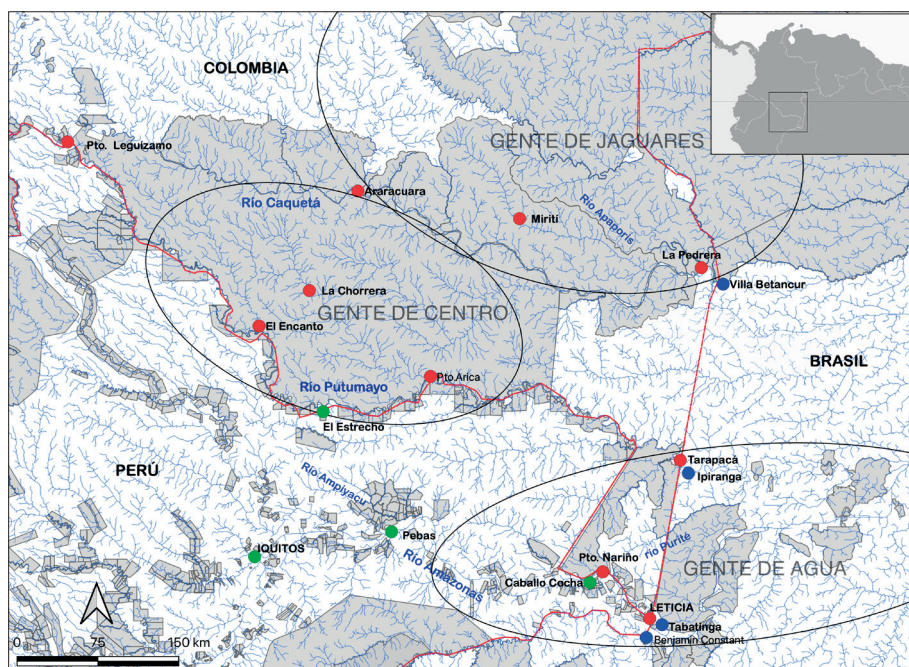 COLOMBIA
GENTE DE JAGUARES
Pto. Leguízamo
Araracuara
Río Caquetá
Mirití
Río Apaporis
La Pedrera
Villa Betancur
La Chorrera
GENTE DE CENTRO
El Encanto
BRASIL
Río Putumayo
Pto Arica
El Estrecho
Tarapacá
Ipiranga
PERÚ
Río Ampiyacu
Pebas
IQUITOS
Río Amazonas
río Purité
Pto. Nariño
Caballo Cocha
GENTE DE AGUA
LETICIA
Tabatinga
Benjamín Constant
0 75 150 km